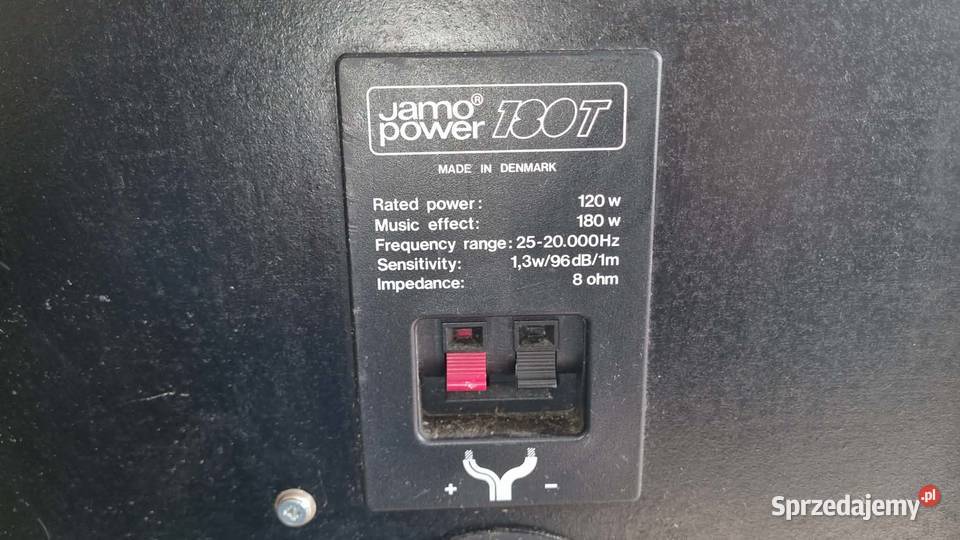 Jamo®
power 180T
MADE IN DENMARK
Rated power: 120 w
Music effect: 180 w
Frequency range: 25-20.000Hz
Sensitivity: 1,3w/96dB/1m
Impedance: 8 ohm
+ -
Sprzedajemy.pl